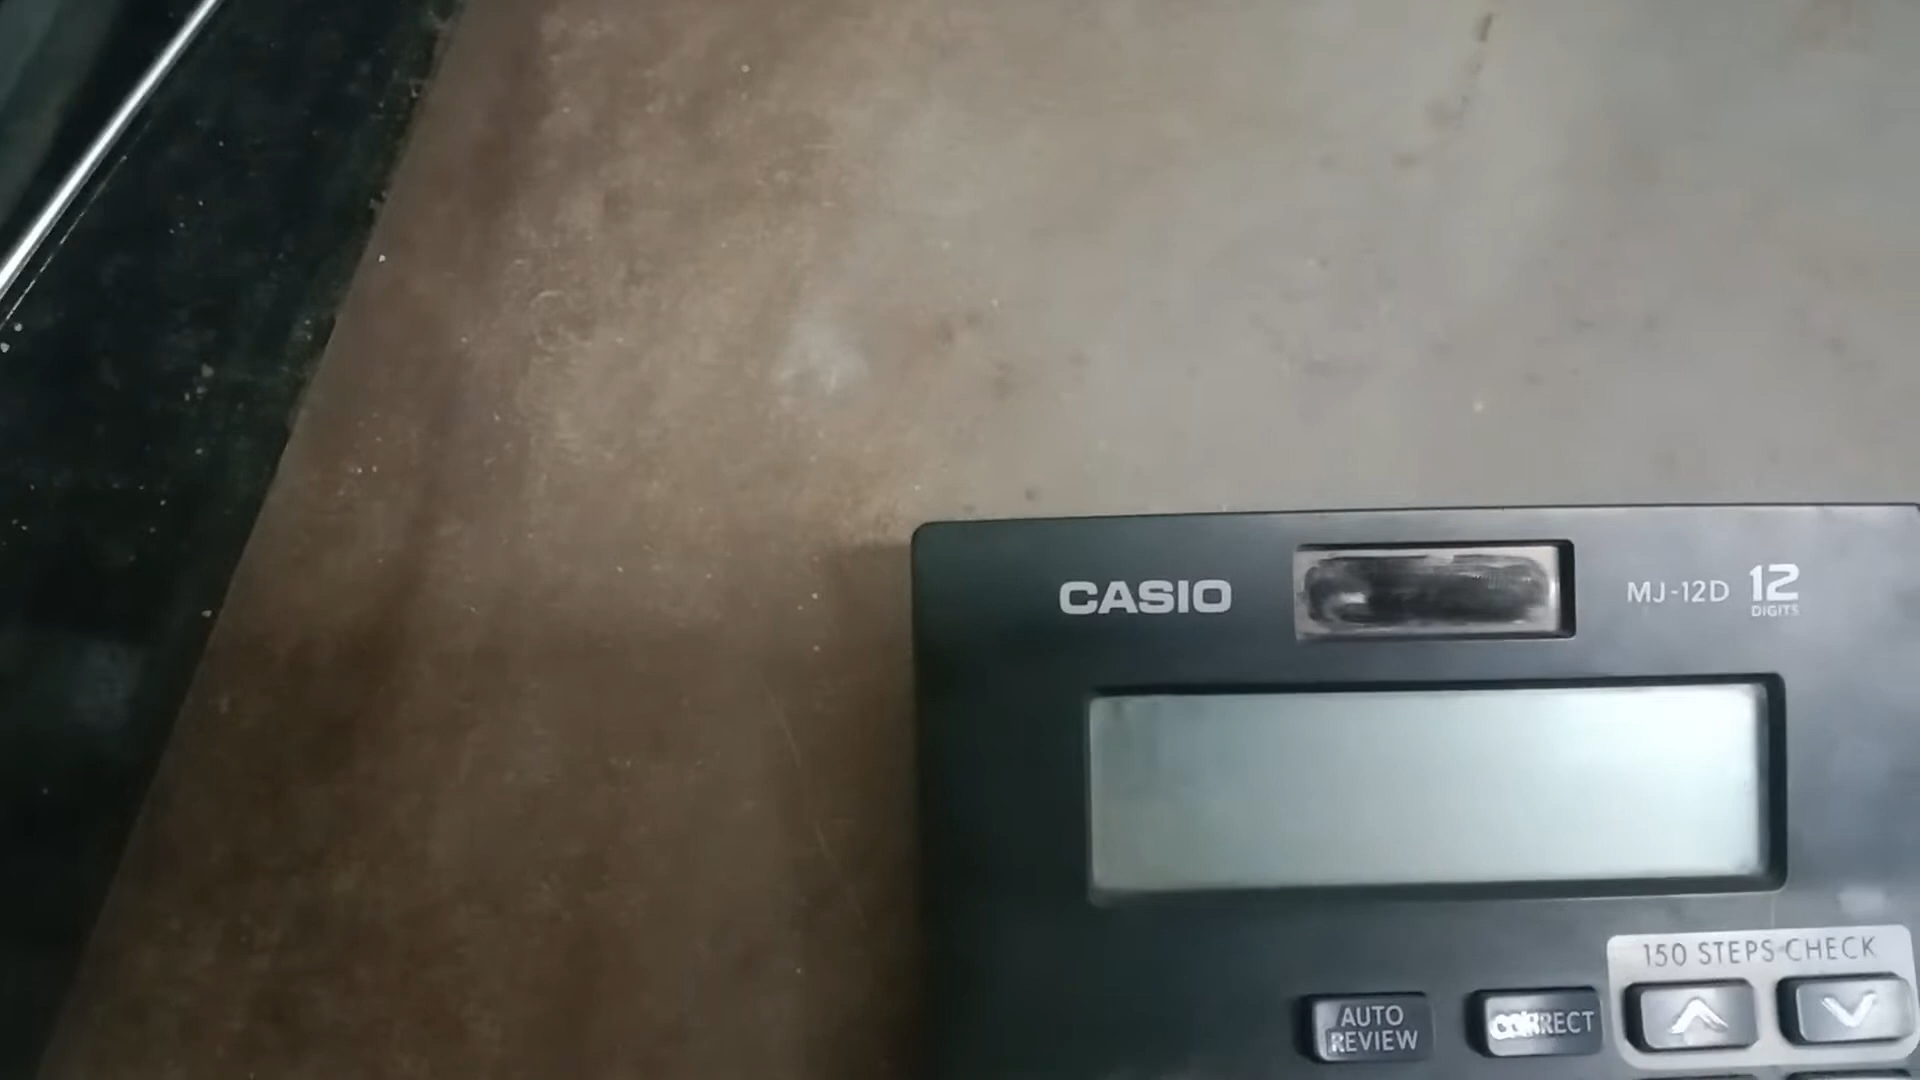 CASIO
MJ-12D 12
DIGITS
150 STEPS CHECK
AUTO
REVIEW
CORRECT